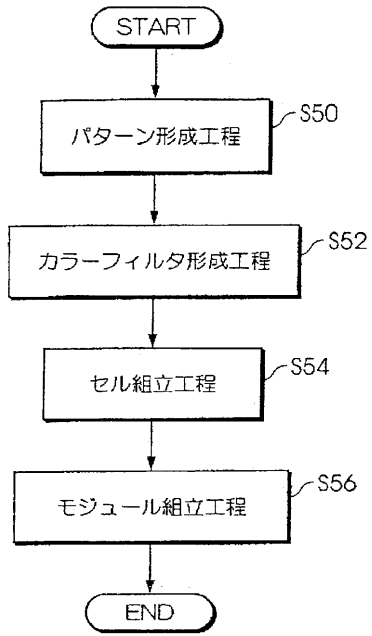 START
パターン形成工程
S50
カラーフィルタ形成工程
S52
セル組立工程
S54
モジュール組立工程
S56
END